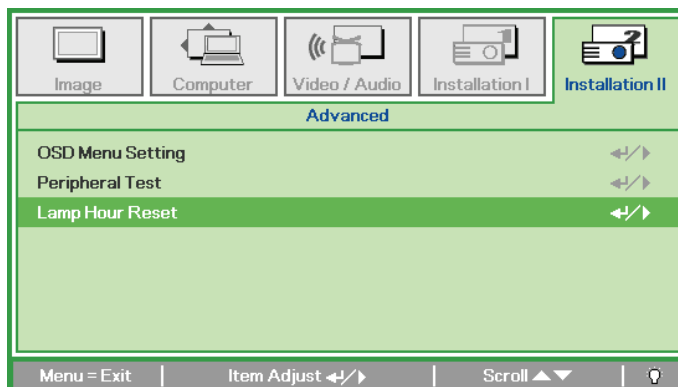 Image Computer Video / Audio Installation I Installation II
Advanced
OSD Menu Setting
Peripheral Test
Lamp Hour Reset
Menu = Exit Item Adjust Scroll